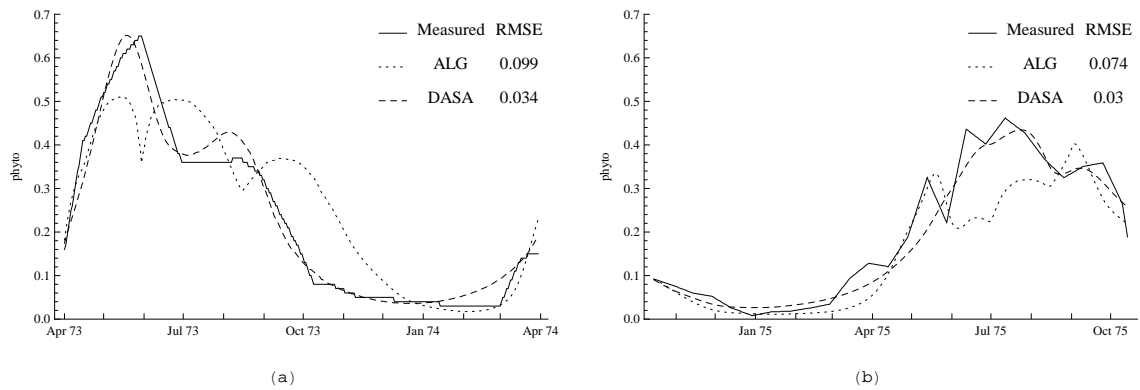 0.7
0.6
0.5
0.4
0.3
0.2
0.1
0.0
phyto
Measured RMSE
ALG 0.099
DASA 0.034
Apr 73 Jul 73 Oct 73 Jan 74 Apr 74
(a)
0.7
0.6
0.5
0.4
0.3
0.2
0.1
0.0
phyto
Measured RMSE
ALG 0.074
DASA 0.03
Jan 75 Apr 75 Jul 75 Oct 75
(b)